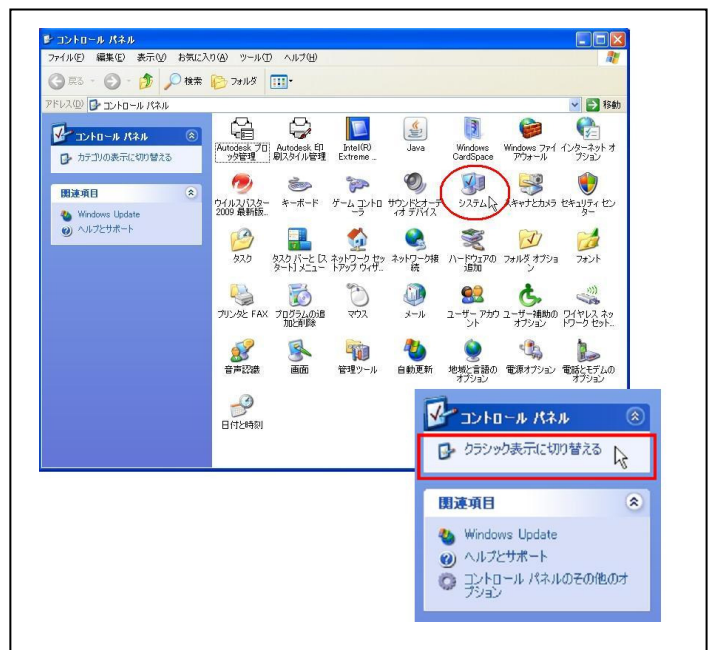 コントロール パネル
ファイル(F) 編集(E) 表示(V) お気に入り(A) ツール(T) ヘルプ(H)
戻る 検索 フォルダ
アドレス(D) コントロール パネル 移動
コントロール パネル
カテゴリの表示に切り替える
関連項目
Windows Update
ヘルプとサポート
Autodesk プロ
ッタ管理
Autodesk 印
刷スタイル管理
Intel(R)
Extreme ...
Java
Windows
CardSpace
Windows ファイ
アウォール
インターネット オ
プション
ウイルスバスター
2009 最新版..
キーボード
ゲーム コントロ
ーラ
サウンドとオーデ
ィオ デバイス
システム
スキャナとカメラ
セキュリティ セン
ター
タスク
タスク バーと [ス
タート] メニュー
ネットワーク セッ
トアップ ウィザ..
ネットワーク接
続
ハードウェアの
追加
フォルダ オプショ
ン
フォント
プリンタと FAX
プログラムの追
加と削除
マウス
メール
ユーザー アカウ
ント
ユーザー補助の
オプション
ワイヤレス ネッ
トワーク セット..
音声認識
画面
管理ツール
自動更新
地域と言語の
オプション
電源オプション
電話とモデムの
オプション
日付と時刻
コントロール パネル
クラシック表示に切り替える
関連項目
Windows Update
ヘルプとサポート
コントロール パネルのその他のオ
プション